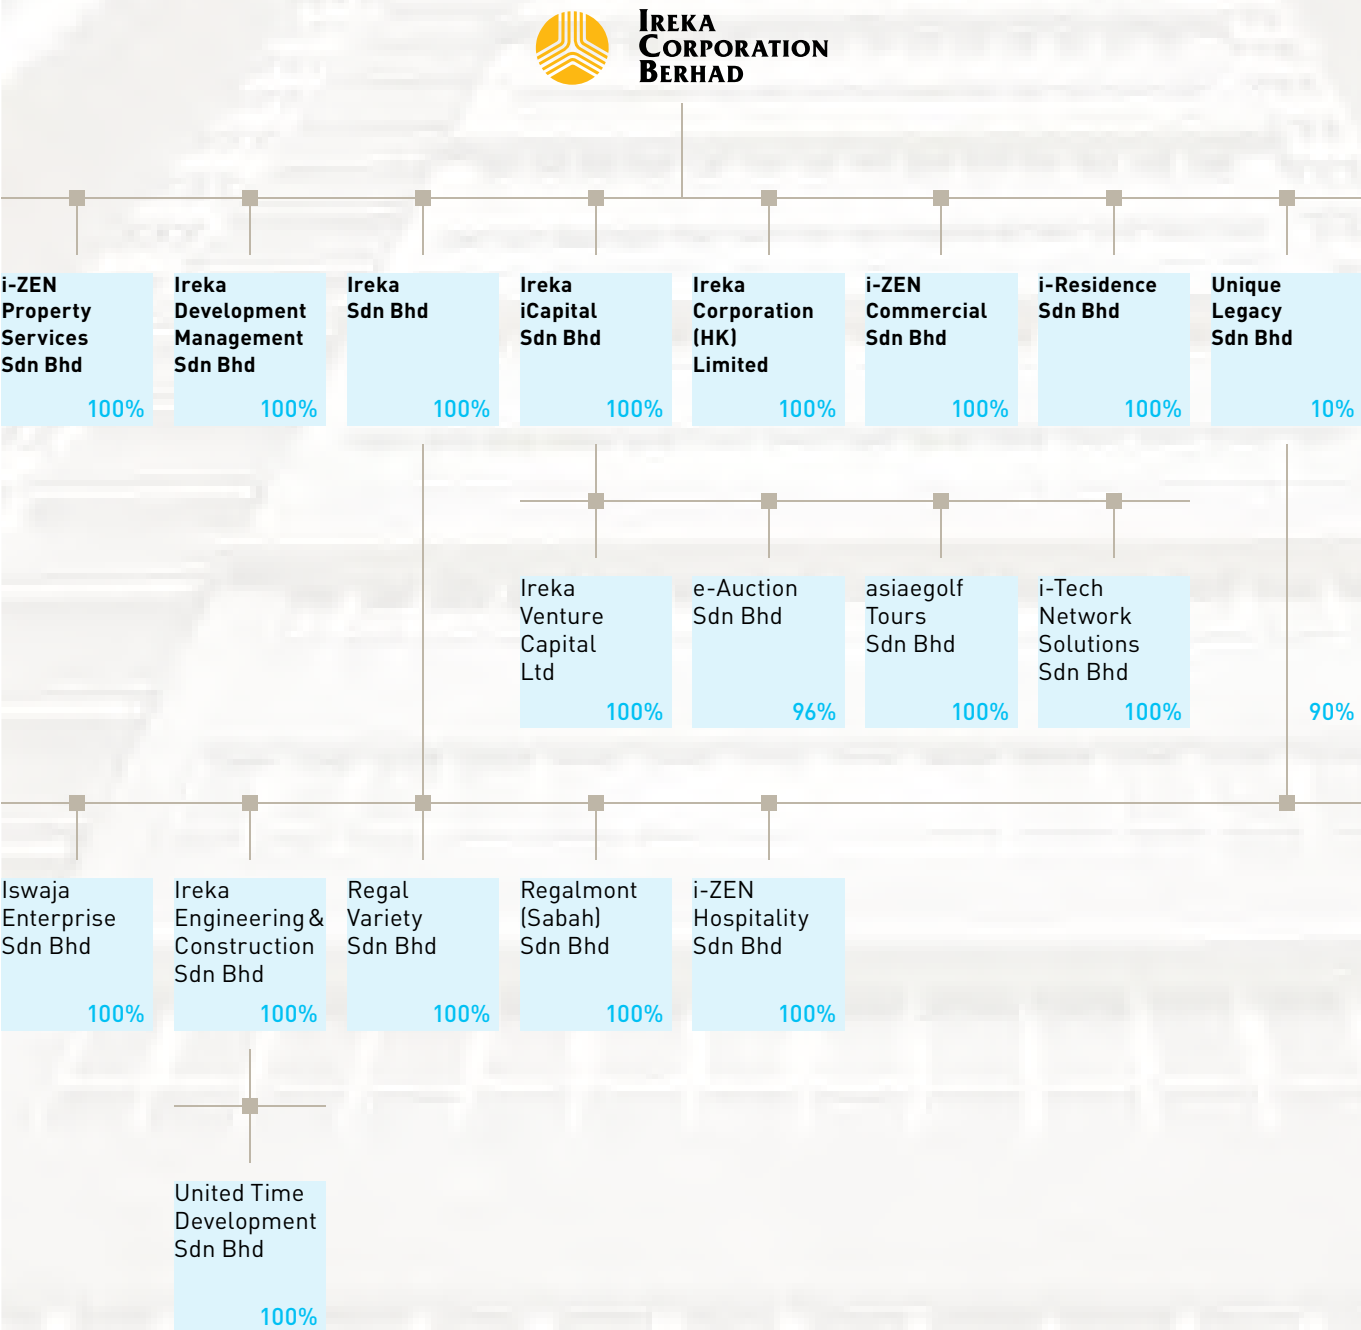 IREKA
CORPORATION
BERHAD
i-ZEN
Property
Services
Sdn Bhd
100%
Ireka
Development
Management
Sdn Bhd
100%
Ireka
Sdn Bhd
100%
Ireka
iCapital
Sdn Bhd
100%
Ireka
Corporation
(HK)
Limited
100%
i-ZEN
Commercial
Sdn Bhd
100%
i-Residence
Sdn Bhd
100%
Unique
Legacy
Sdn Bhd
10%
Ireka
Venture
Capital
Ltd
100%
e-Auction
Sdn Bhd
96%
asiaegolf
Tours
Sdn Bhd
100%
i-Tech
Network
Solutions
Sdn Bhd
100%
90%
Iswaja
Enterprise
Sdn Bhd
100%
Ireka
Engineering &
Construction
Sdn Bhd
100%
Regal
Variety
Sdn Bhd
100%
Regalmont
(Sabah)
Sdn Bhd
100%
i-ZEN
Hospitality
Sdn Bhd
100%
United Time
Development
Sdn Bhd
100%